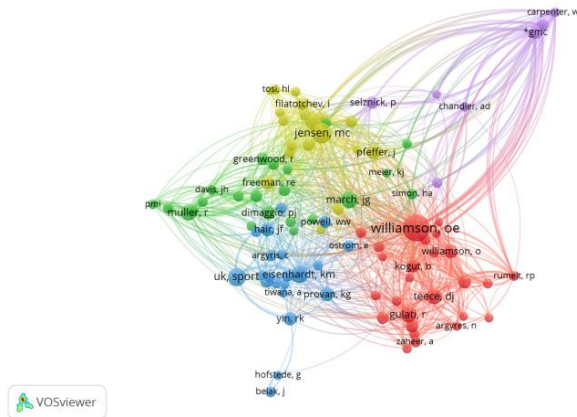 carpenter, w
*gmc
tosi, hl
filatotchev, i
selznick, p
chandler, ad
jensen, mc
pfeffer, j
greenwood, r
meier, kj
freeman, re
davis, jh
simon, ha
pmi
march, jg
muller, r
dimaggio, pj
powell, ww
williamson, oe
hair, jf
ostrom, e
williamson, o
argyris, c
kogut, b
uk, sport
eisenhardt, km
rumelt, rp
tiwana, a
provan, kg
teece, dj
yin, rk
gulati, r
argyres, n
zaheer, a
hofstede, g
belak, j
VOSviewer